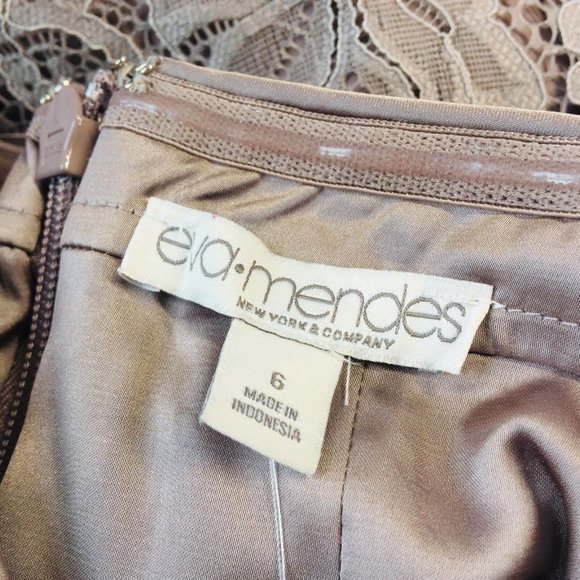 eva•mendes
NEW YORK & COMPANY
6
MADE IN
INDONESIA